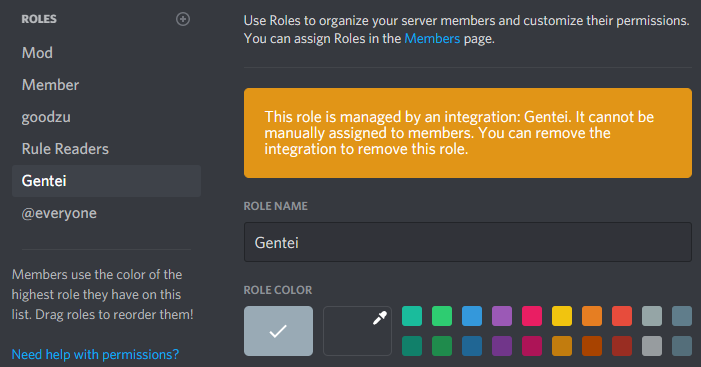 ROLES
Mod
Member
goodzu
Rule Readers
Gentei
@everyone
Members use the color of the
highest role they have on this
list. Drag roles to reorder them!
Need help with permissions?
Use Roles to organize your server members and customize their permissions.
You can assign Roles in the Members page.
This role is managed by an integration: Gentei. It cannot be
manually assigned to members. You can remove the
integration to remove this role.
ROLE NAME
Gentei
ROLE COLOR